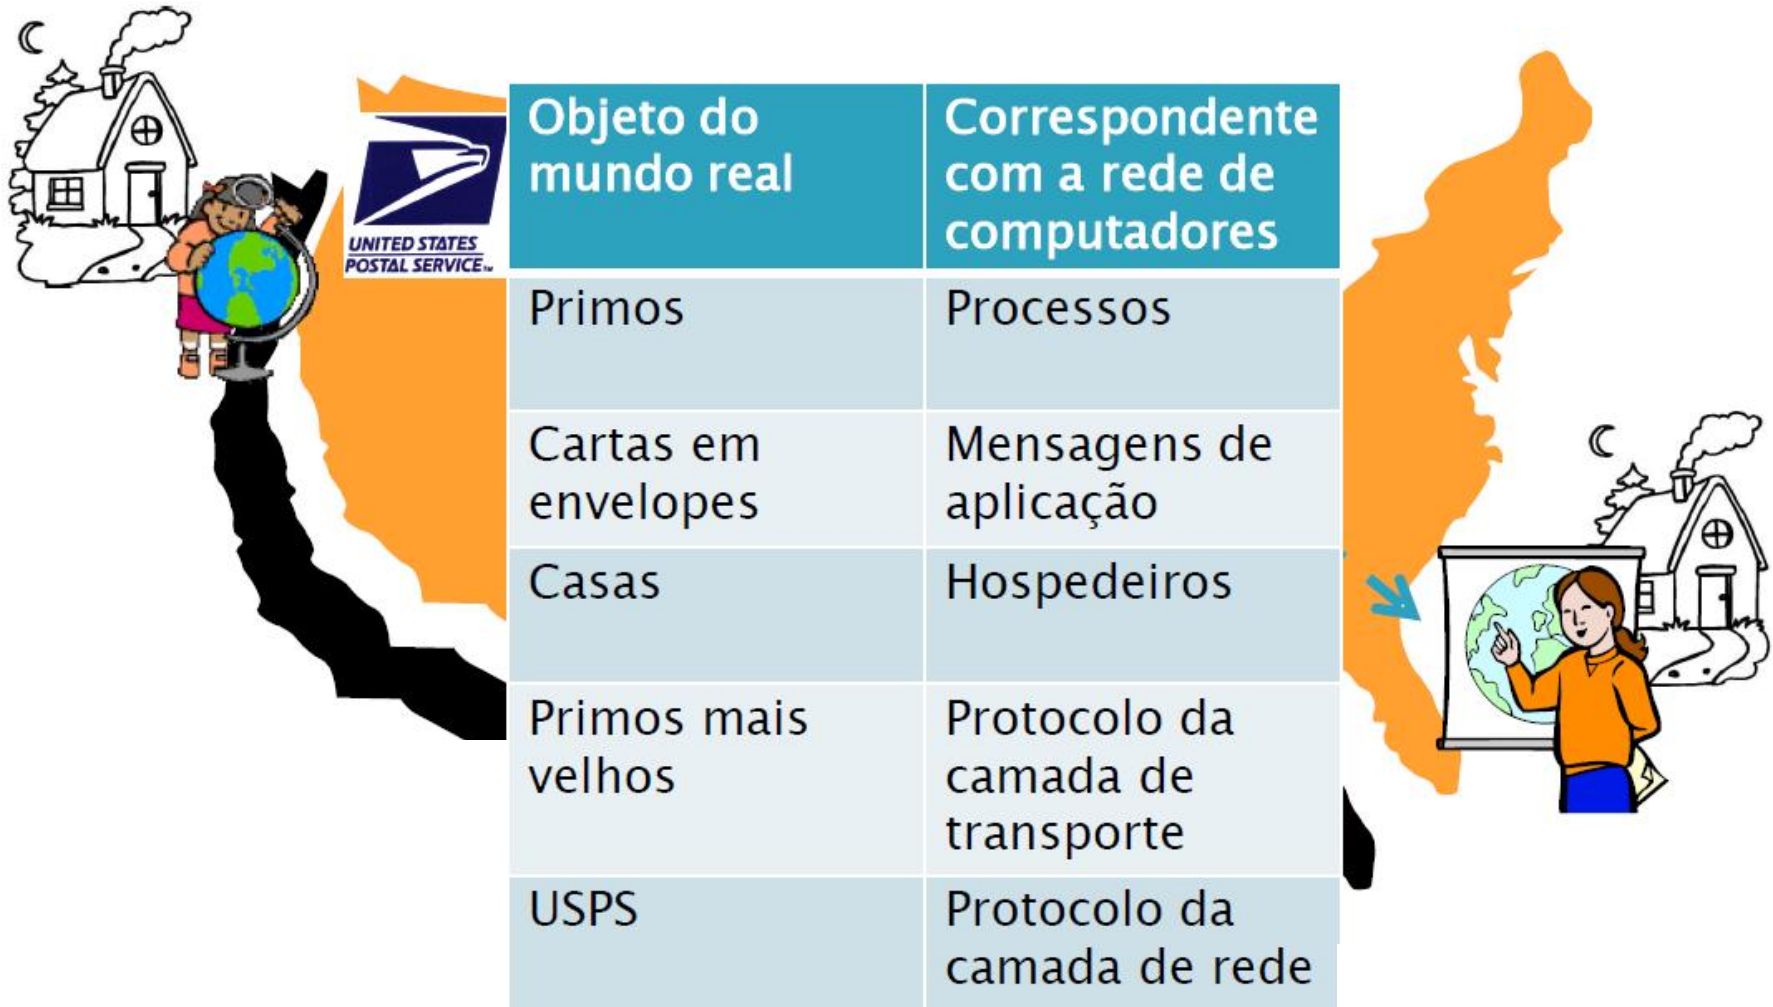 UNITED STATES
POSTAL SERVICE™
Objeto do
mundo real
Correspondente
com a rede de
computadores
Primos
Processos
Cartas em
envelopes
Mensagens de
aplicação
Casas
Hospedeiros
Primos mais
velhos
Protocolo da
camada de
transporte
USPS
Protocolo da
camada de rede